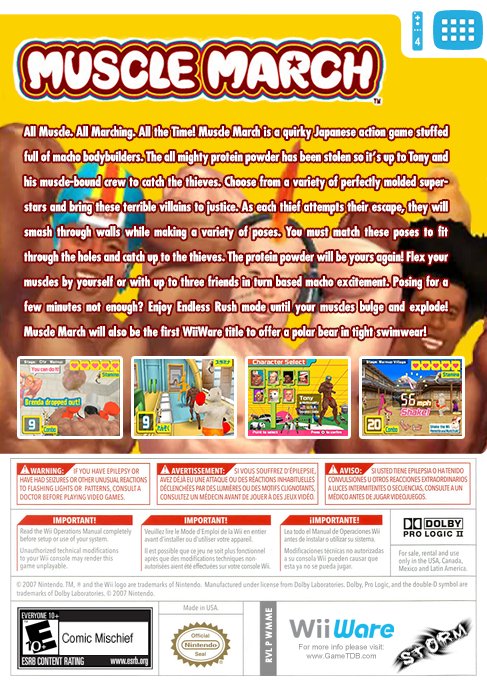 4
MUSCLE MARCH
TM
All Muscle. All Marching. All the Time! Muscle March is a quirky Japanese action game stuffed
full of macho bodybuilders. The all mighty protein powder has been stolen so it's up to Tony and
his muscle-bound crew to catch the thieves. Choose from a variety of perfectly molded super-
stars and bring these terrible villains to justice. As each thief attempts their escape, they will
smash through walls while making a variety of poses. You must match these poses to fit
through the holes and catch up to the thieves. The protein powder will be yours again! Flex your
muscles by yourself or with up to three friends in turn based macho excitement. Posing for a
few minutes not enough? Enjoy Endless Rush mode until your muscles bulge and explode!
Muscle March will also be the first WiiWare title to offer a polar bear in tight swimwear!
You can do it!
Stamina
Brenda dropped out!
9
Combo
9
Character Select
Tony
Stamina
56 mph
Shake!
20
Combo
WARNING: IF YOU HAVE EPILEPSY OR
HAVE HAD SEIZURES OR OTHER UNUSUAL REACTIONS
TO FLASHING LIGHTS OR PATTERNS, CONSULT A
DOCTOR BEFORE PLAYING VIDEO GAMES.
AVERTISSEMENT: SI VOUS SOUFFREZ D'ÉPILEPSIE,
AVEZ DÉJÀ EU UNE ATTAQUE OU DES RÉACTIONS INHABITUELLES
DÉCLENCHÉES PAR DES LUMIÈRES OU DES MOTIFS CLIGNOTANTS,
CONSULTEZ UN MÉDECIN AVANT DE JOUER À DES JEUX VIDÉO.
AVISO: SI USTED TIENE EPILEPSIA O HA TENIDO
CONVULSIONES U OTROS REACCIONES EXTRAORDINARIOS
A LUCES INTERMITENTES O SECUENCIAS, CONSULTE A UN
MÉDICO ANTES DE JUGAR VIDEOJUEGOS.
IMPORTANT!
Read the Wii Operations Manual completely
before setup or use of your system.
Unauthorized technical modifications
to your Wii console may render this
game unplayable.
IMPORTANT!
Veuillez lire le Mode d'Emploi de la Wii en entier
avant d'installer ou d'utiliser votre appareil.
Il est possible que ce jeu ne soit plus fonctionnel
apres que des modifications techniques non-
autorisées aient été effectuées sur votre console Wii.
¡IMPORTANT!
Lea todo el Manual de Operaciones Wii
antes de instalar o utilizar su sistema.
Modificaciones técnicas no autorizadas
a su consola Wii pueden causar que
esta ya no se pueda jugar.
DOLBY
PRO LOGIC II
For sale, rental and use
only in the USA, Canada,
Mexico and Latin America.
© 2007 Nintendo. TM, ® and the Wii logo are trademarks of Nintendo. Manufactured under license from Dolby Laboratories. Dolby, Pro Logic, and the double-D symbol are
trademarks of Dolby Laboratories. © 2007 Nintendo.
EVERYONE 10+
E
10+
Comic Mischief
ESRB CONTENT RATING www.esrb.org
Made in USA.
Official
Nintendo
Seal
RVL P WMME
WiiWare
For more info please visit:
www.GameTDB.com
STORM